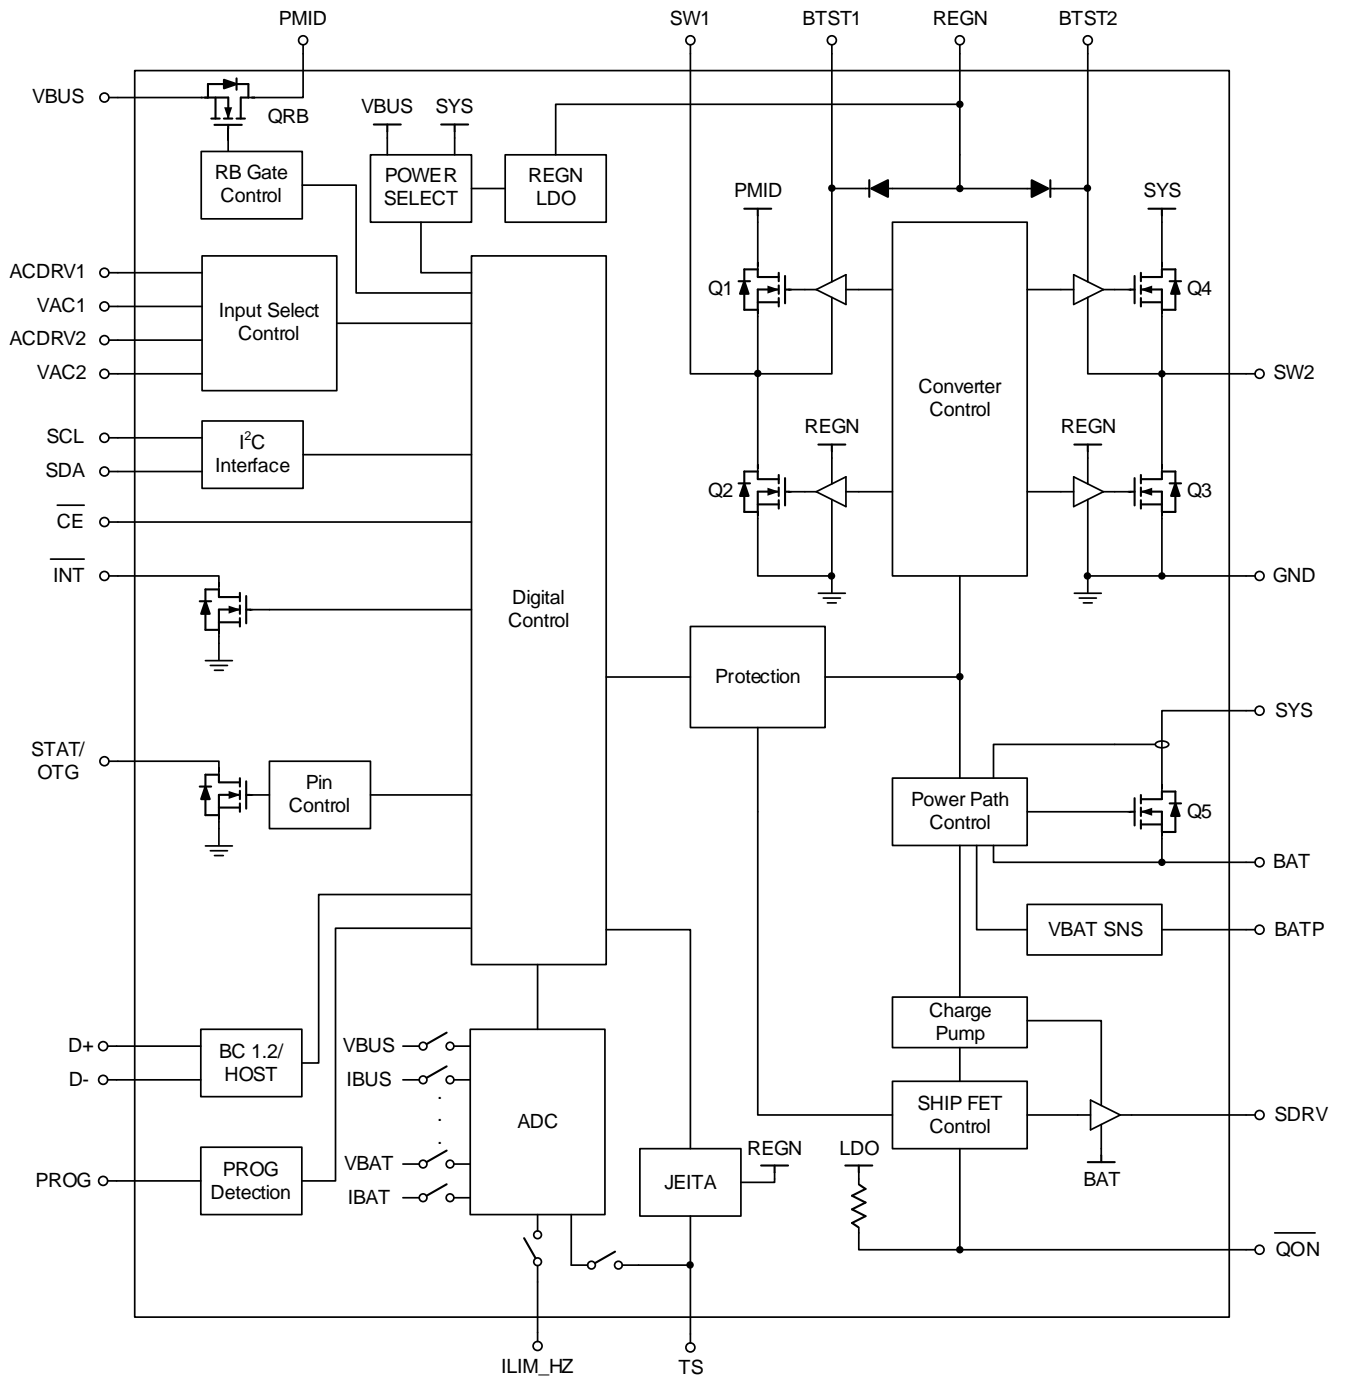 PMID
SW1
BTST1
REGN
BTST2
VBUS
QRB
VBUS
SYS
RB Gate
Control
POWER
SELECT
REGN
LDO
PMID
SYS
ACDRV1
VAC1
ACDRV2
VAC2
Input Select
Control
Q1
Q4
Converter
Control
SW2
SCL
SDA
I²C
Interface
REGN
REGN
Q2
Q3
CE
INT
GND
Digital
Control
Protection
SYS
STAT/
OTG
Pin
Control
Power Path
Control
Q5
BAT
VBAT SNS
BATP
Charge
Pump
D+
D-
BC 1.2/
HOST
VBUS
IBUS
VBAT
IBAT
ADC
SHIP FET
Control
SDRV
BAT
PROG
PROG
Detection
JEITA
REGN
LDO
QON
ILIM_HZ
TS